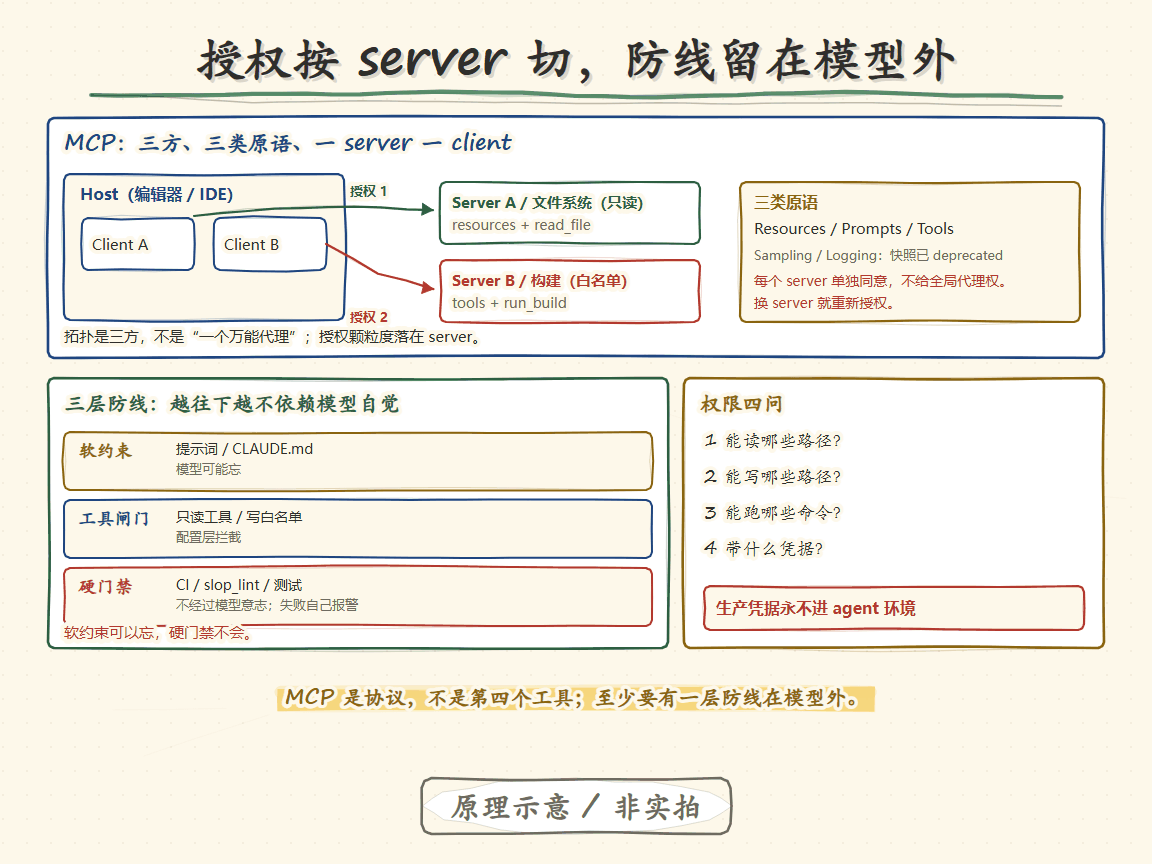 授权按 server 切，防线留在模型外
MCP：三方、三类原语、一 server 一 client
Host（编辑器 / IDE）
Client A
Client B
授权 1
授权 2
Server A / 文件系统（只读）
resources + read_file
Server B / 构建（白名单）
tools + run_build
三类原语
Resources / Prompts / Tools
Sampling / Logging：快照已 deprecated
每个 server 单独同意，不给全局代理权。
换 server 就重新授权。
拓扑是三方，不是“一个万能代理”；授权颗粒度落在 server。
三层防线：越往下越不依赖模型自觉
软约束
提示词 / CLAUDE.md
模型可能忘
工具闸门
只读工具 / 写白名单
配置层拦截
硬门禁
CI / slop_lint / 测试
不经过模型意志；失败自己报警
软约束可以忘，硬门禁不会。
权限四问
1 能读哪些路径？
2 能写哪些路径？
3 能跑哪些命令？
4 带什么凭据？
生产凭据永不进 agent 环境
MCP 是协议，不是第四个工具；至少要有一层防线在模型外。
原理示意 / 非实拍